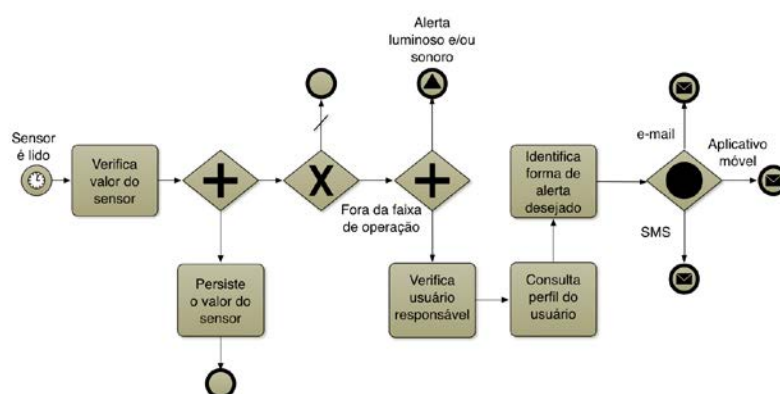 Sensor
é lido
Verifica
valor do
sensor
Persiste
o valor do
sensor
X
Fora da faixa
de operação
Alerta
luminoso e/ou
sonoro
Verifica
usuário
responsável
Consulta
perfil do
usuário
Identifica
forma de
alerta
desejado
e-mail
Aplicativo
móvel
SMS